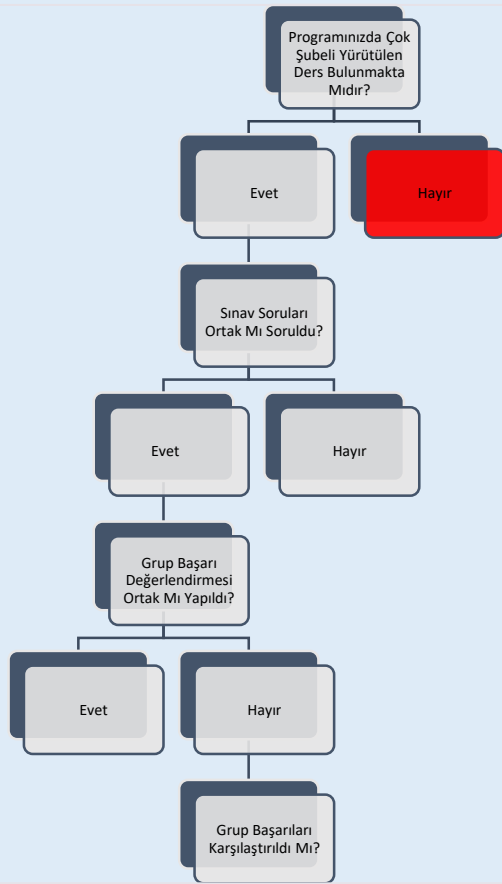 Programınızda Çok
Şubeli Yürütülen
Ders Bulunmakta
Mıdır?
Evet
Hayır
Sınav Soruları
Ortak Mı Soruldu?
Evet
Hayır
Grup Başarı
Değerlendirmesi
Ortak Mı Yapıldı?
Evet
Hayır
Grup Başarıları
Karşılaştırıldı Mı?